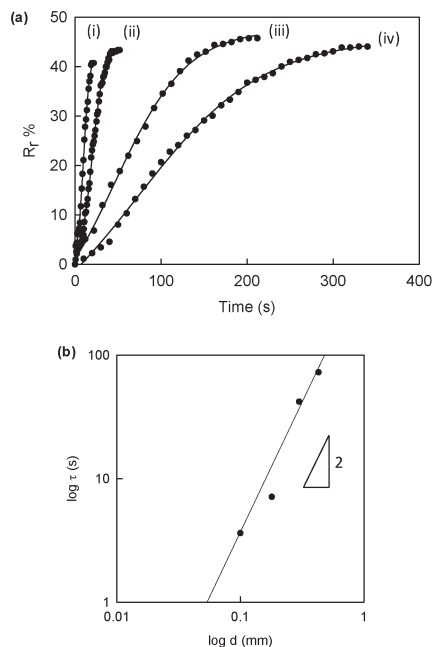 (a)
50
40
30
20
10
0
R_r %
(i) (ii) (iii) (iv)
0 100 200 300 400
Time (s)
(b)
100
10
1
log τ (s)
2
0.01 0.1 1
log d (mm)